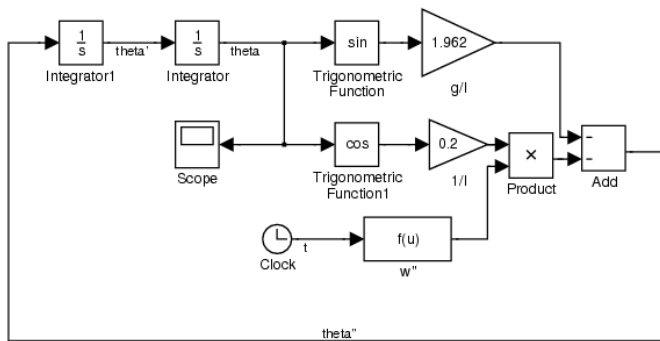 1
s
Integrator1
theta'
1
s
Integrator
theta
sin
Trigonometric
Function
1.962
g/l
Scope
cos
Trigonometric
Function1
0.2
1/l
×
Product
-
-
Add
Clock
t
f(u)
w"
theta"